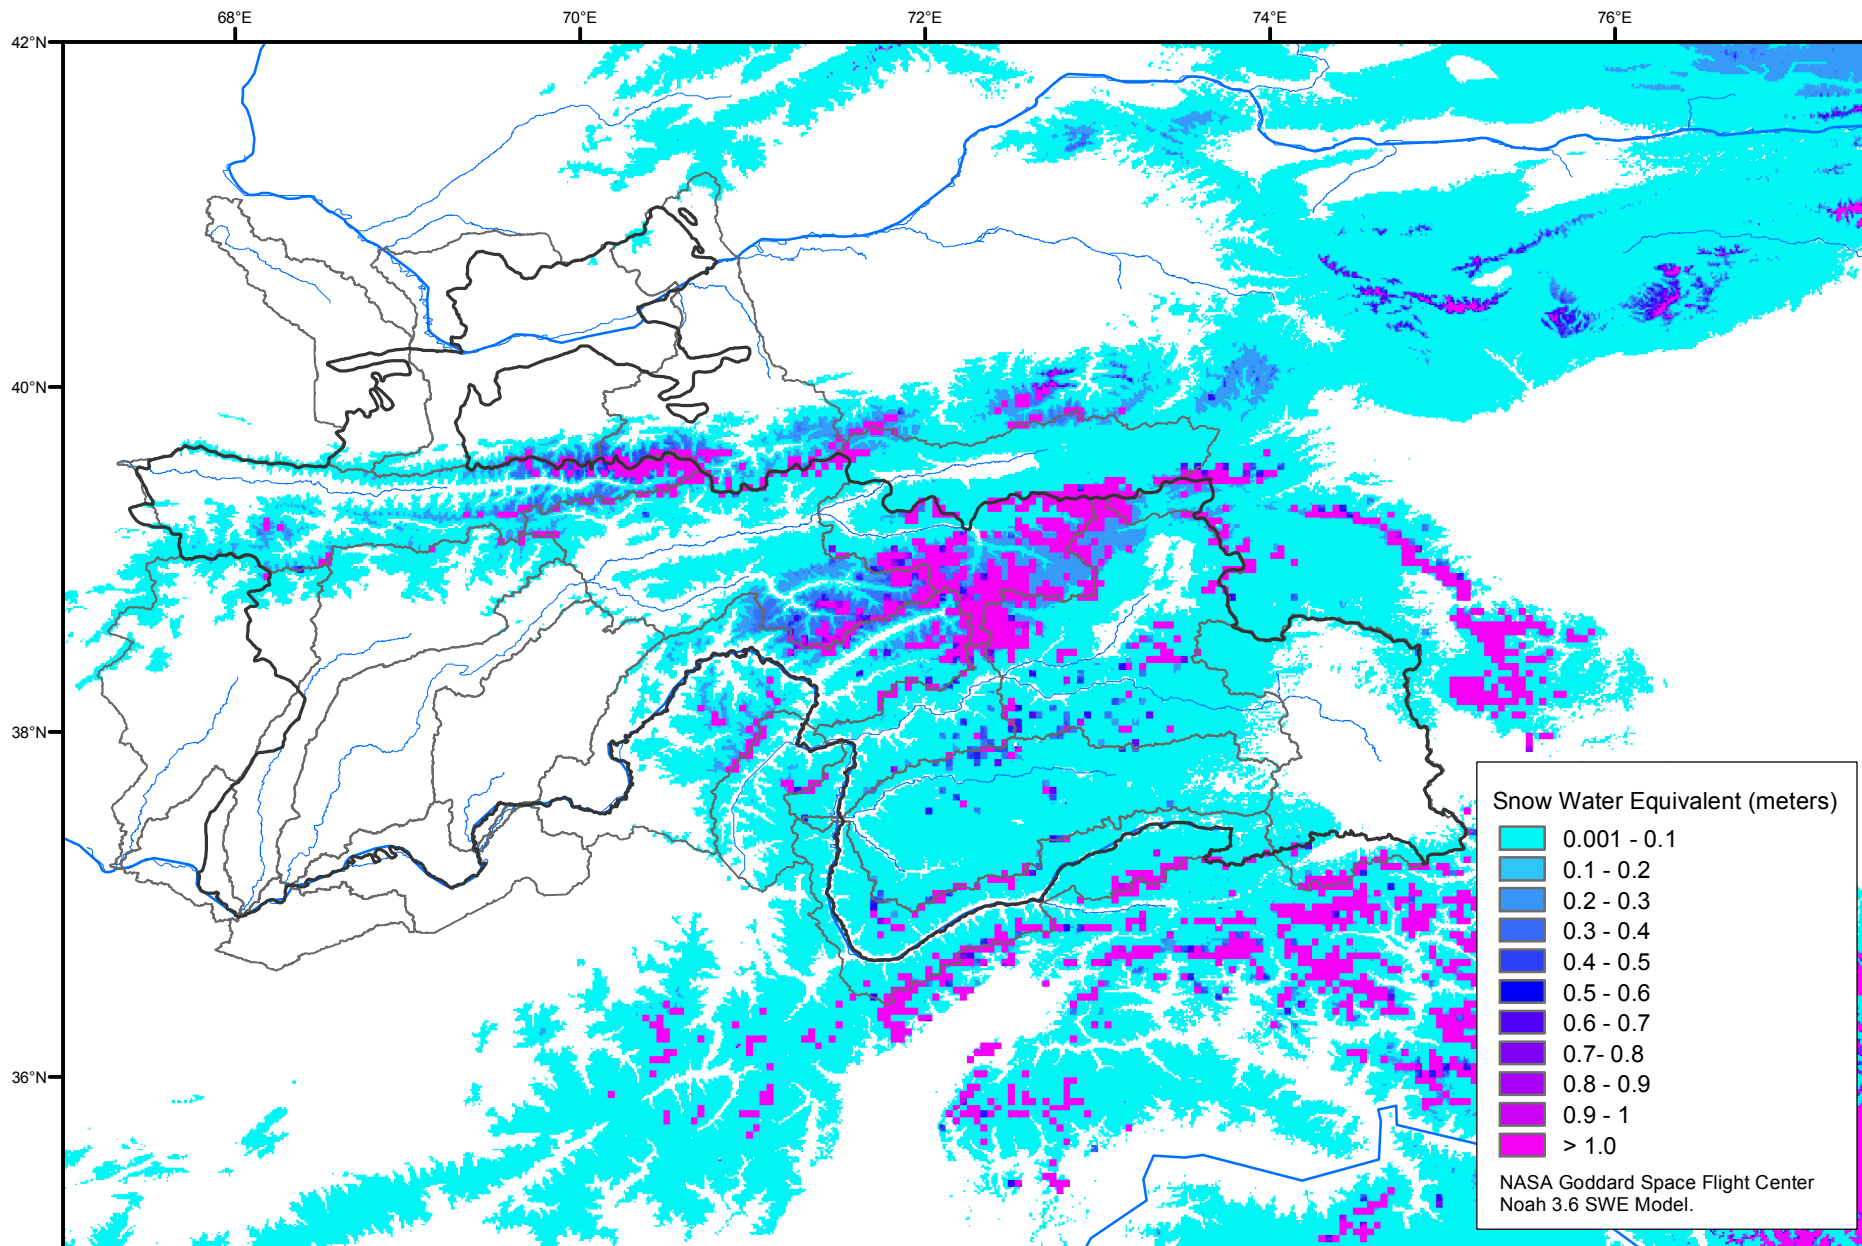 68°E 70°E 72°E 74°E 76°E
42°N
40°N
38°N
36°N
Snow Water Equivalent (meters)
0.001 - 0.1
0.1 - 0.2
0.2 - 0.3
0.3 - 0.4
0.4 - 0.5
0.5 - 0.6
0.6 - 0.7
0.7- 0.8
0.8 - 0.9
0.9 - 1
> 1.0
NASA Goddard Space Flight Center
Noah 3.6 SWE Model.